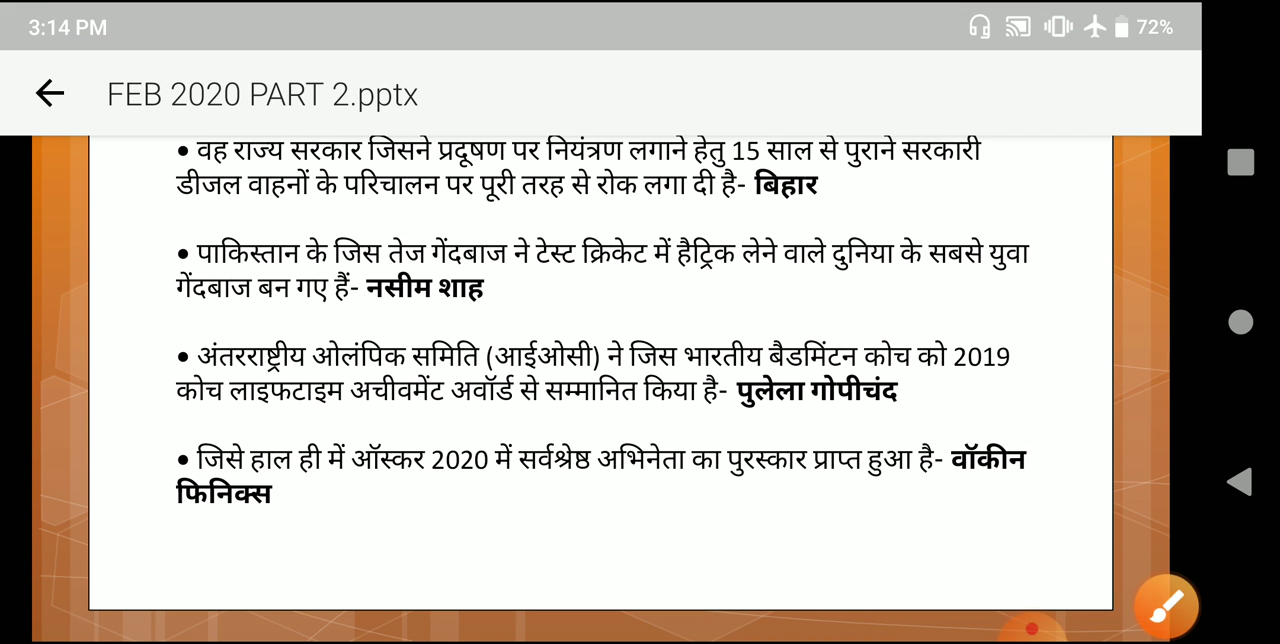 3:14 PM
72%
FEB 2020 PART 2.pptx
• वह राज्य सरकार जिसने प्रदूषण पर नियंत्रण लगाने हेतु 15 साल से पुराने सरकारी
डीजल वाहनों के परिचालन पर पूरी तरह से रोक लगा दी है- बिहार
• पाकिस्तान के जिस तेज गेंदबाज ने टेस्ट क्रिकेट में हैट्रिक लेने वाले दुनिया के सबसे युवा
गेंदबाज बन गए हैं- नसीम शाह
• अंतरराष्ट्रीय ओलंपिक समिति (आईओसी) ने जिस भारतीय बैडमिंटन कोच को 2019
कोच लाइफटाइम अचीवमेंट अवॉर्ड से सम्मानित किया है- पुलेला गोपीचंद
• जिसे हाल ही में ऑस्कर 2020 में सर्वश्रेष्ठ अभिनेता का पुरस्कार प्राप्त हुआ है- वॉकीन
फिनिक्स